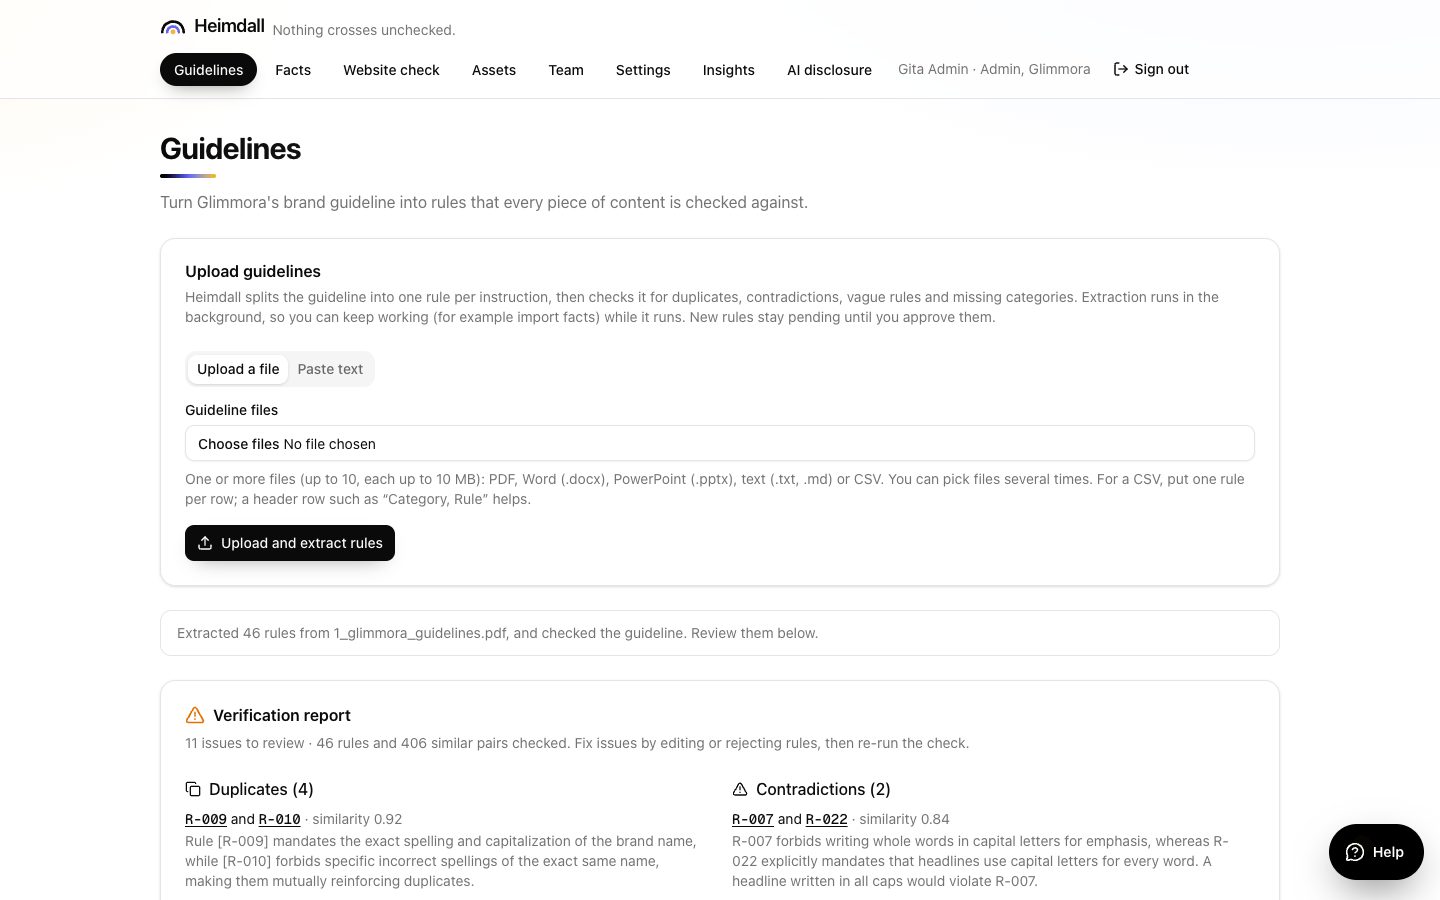 Heimdall Nothing crosses unchecked.
Guidelines Facts Website check Assets Team Settings Insights AI disclosure Gita Admin · Admin, Glimmora Sign out
Guidelines
Turn Glimmora's brand guideline into rules that every piece of content is checked against.
Upload guidelines
Heimdall splits the guideline into one rule per instruction, then checks it for duplicates, contradictions, vague rules and missing categories. Extraction runs in the
background, so you can keep working (for example import facts) while it runs. New rules stay pending until you approve them.
Upload a file Paste text
Guideline files
Choose files No file chosen
One or more files (up to 10, each up to 10 MB): PDF, Word (.docx), PowerPoint (.pptx), text (.txt, .md) or CSV. You can pick files several times. For a CSV, put one rule
per row; a header row such as “Category, Rule” helps.
Upload and extract rules
Extracted 46 rules from 1_glimmora_guidelines.pdf, and checked the guideline. Review them below.
Verification report
11 issues to review · 46 rules and 406 similar pairs checked. Fix issues by editing or rejecting rules, then re-run the check.
Duplicates (4)
R-009 and R-010 · similarity 0.92
Rule [R-009] mandates the exact spelling and capitalization of the brand name,
while [R-010] forbids specific incorrect spellings of the exact same name,
making them mutually reinforcing duplicates.
Contradictions (2)
R-007 and R-022 · similarity 0.84
R-007 forbids writing whole words in capital letters for emphasis, whereas R-
022 explicitly mandates that headlines use capital letters for every word. A
headline written in all caps would violate R-007.
Help